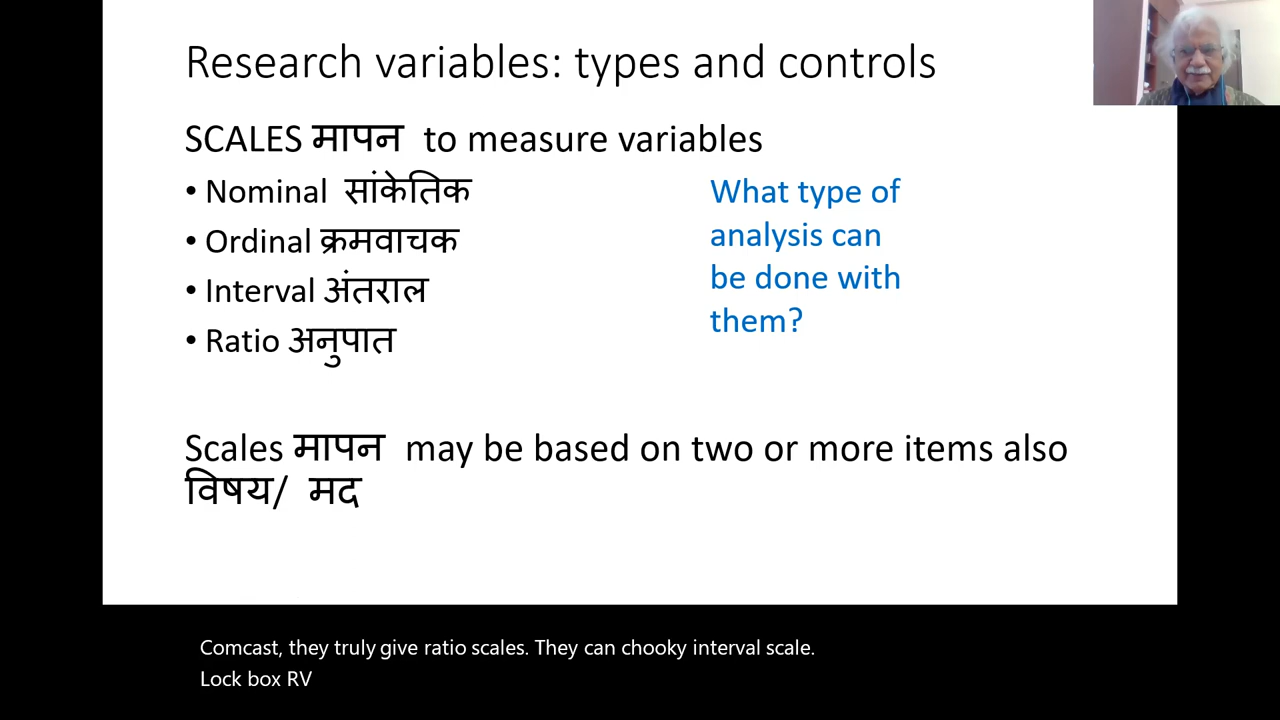 Research variables: types and controls
SCALES मापन to measure variables
• Nominal सांकेतिक
• Ordinal क्रमवाचक
• Interval अंतराल
• Ratio अनुपात
What type of
analysis can
be done with
them?
Scales मापन may be based on two or more items also
विषय/ मद
Comcast, they truly give ratio scales. They can chooky interval scale.
Lock box RV